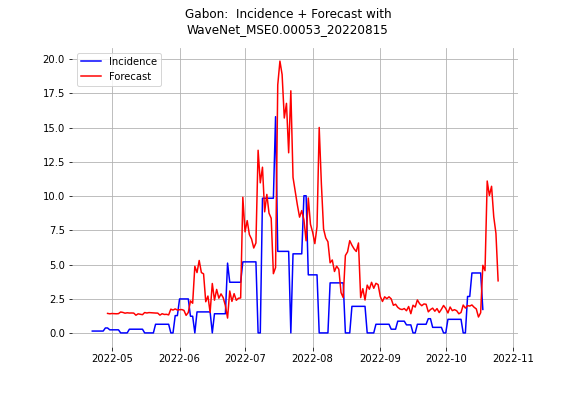 Gabon:  Incidence + Forecast with
WaveNet_MSE0.00053_20220815
Incidence
Forecast
20.0
17.5
15.0
12.5
10.0
7.5
5.0
2.5
0.0
2022-05 2022-06 2022-07 2022-08 2022-09 2022-10 2022-11